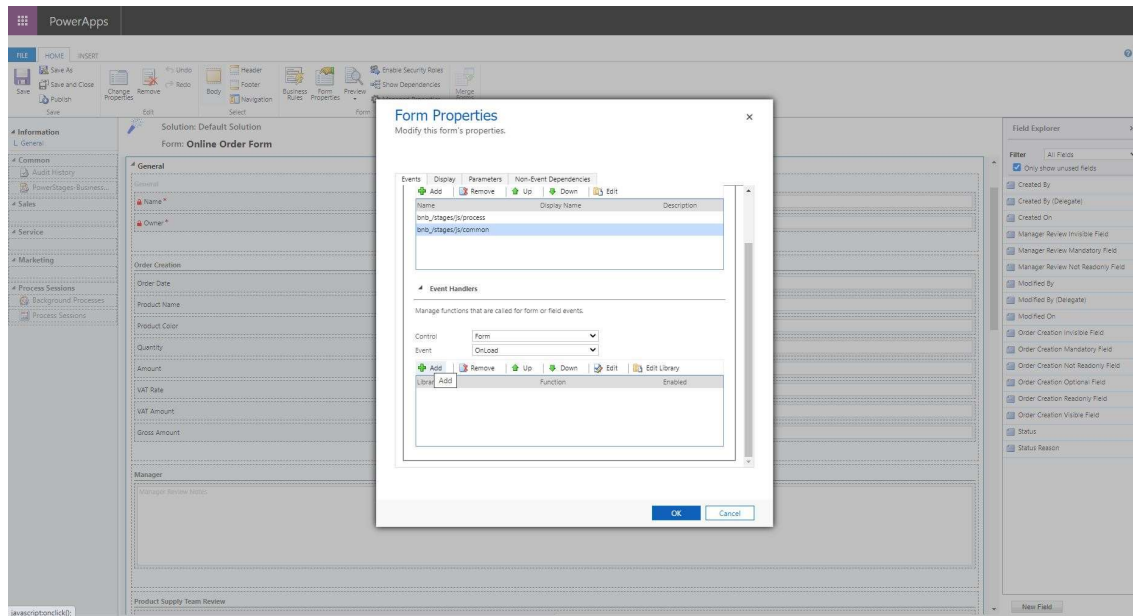 PowerApps
FILE HOME INSERT
Save
Save As
Save and Close
Publish
Save
Change Properties
Remove
Undo
Redo
Edit
Body
Header
Footer
Navigation
Select
Business Rules
Form Properties
Preview
Enable Security Roles
Show Dependencies
Form
Merge
Information
General
Common
Audit History
PowerStages-Business...
Sales
Service
Marketing
Process Sessions
Background Processes
Process Sessions
Solution: Default Solution
Form: Online Order Form
General
General
Name *
Owner *
Order Creation
Order Date
Product Name
Product Color
Quantity
Amount
VAT Rate
VAT Amount
Gross Amount
Manager
Manager Review Notes
Product Supply Team Review
Form Properties
Modify this form's properties.
Events Display Parameters Non-Event Dependencies
Add Remove Up Down Edit
Name Display Name Description
bnb_/stages/js/process
bnb_/stages/js/common
Event Handlers
Manage functions that are called for form or field events.
Control Form
Event OnLoad
Add Remove Up Down Edit Edit Library
Function Enabled
Add
OK Cancel
Field Explorer
Filter All Fields
Only show unused fields
Created By
Created By (Delegate)
Created On
Manager Review Invisible Field
Manager Review Mandatory Field
Manager Review Not Readonly Field
Modified By
Modified By (Delegate)
Modified On
Order Creation Invisible Field
Order Creation Mandatory Field
Order Creation Not Readonly Field
Order Creation Optional Field
Order Creation Readonly Field
Order Creation Visible Field
Status
Status Reason
New Field
javascript:onclick();